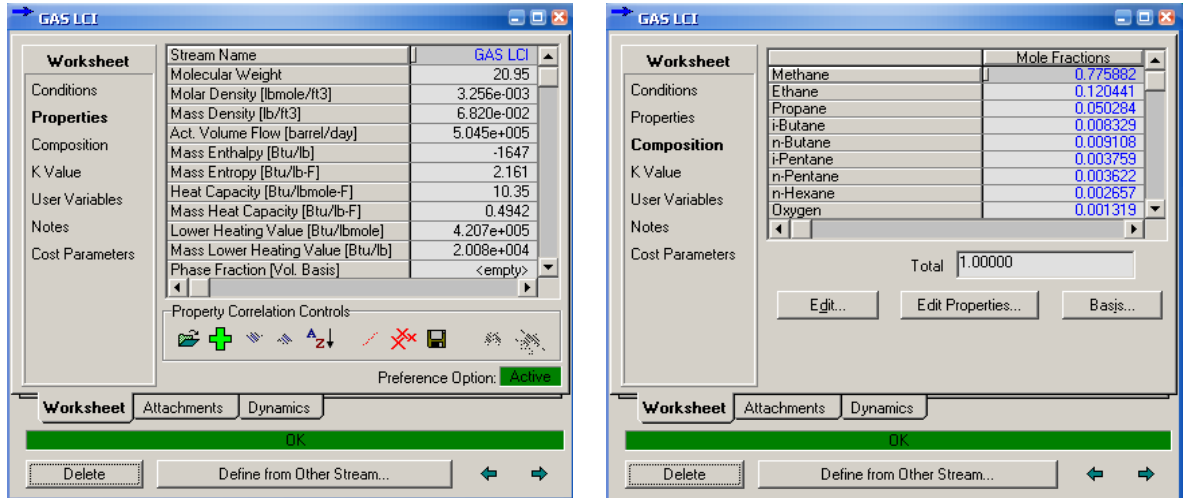 GAS LCI
Worksheet
Conditions
Properties
Composition
K Value
User Variables
Notes
Cost Parameters
Stream Name GAS LCI
Molecular Weight 20.95
Molar Density [lbmole/ft3] 3.256e-003
Mass Density [lb/ft3] 6.820e-002
Act. Volume Flow [barrel/day] 5.045e+005
Mass Enthalpy [Btu/lb] -1647
Mass Entropy [Btu/lb-F] 2.161
Heat Capacity [Btu/lbmole-F] 10.35
Mass Heat Capacity [Btu/lb-F] 0.4942
Lower Heating Value [Btu/lbmole] 4.207e+005
Mass Lower Heating Value [Btu/lb] 2.008e+004
Phase Fraction [Vol. Basis] <empty>
Property Correlation Controls
Preference Option: Active
Worksheet Attachments Dynamics
OK
Delete Define from Other Stream...
GAS LCI
Worksheet
Conditions
Properties
Composition
K Value
User Variables
Notes
Cost Parameters
Mole Fractions
Methane 0.775882
Ethane 0.120441
Propane 0.050284
i-Butane 0.008329
n-Butane 0.009108
i-Pentane 0.003759
n-Pentane 0.003622
n-Hexane 0.002657
Oxygen 0.001319
Total 1.00000
Edit... Edit Properties... Basis...
Worksheet Attachments Dynamics
OK
Delete Define from Other Stream...